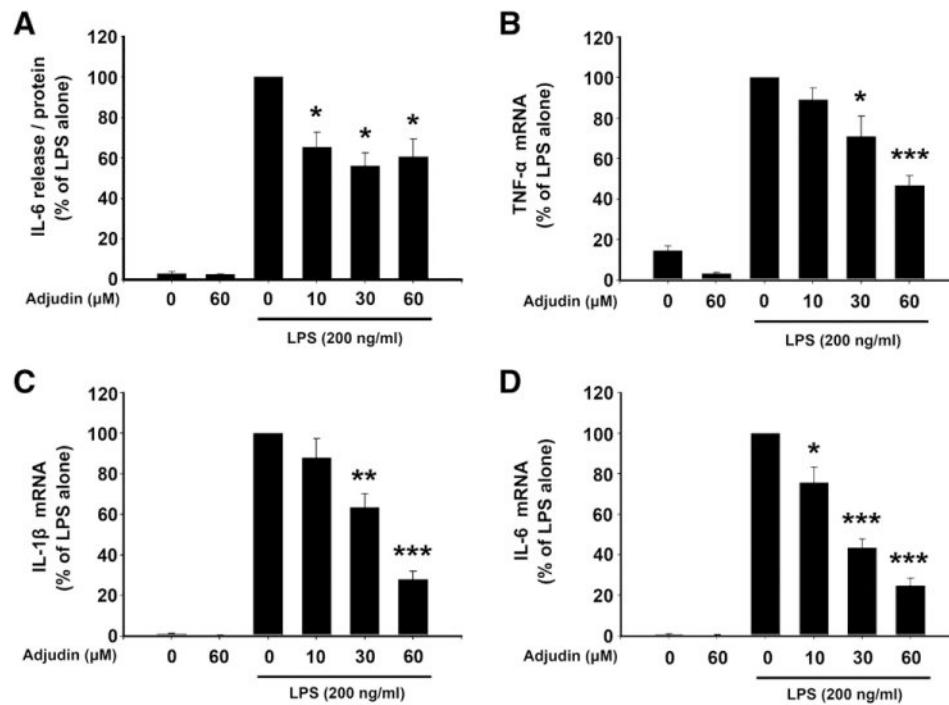 A
IL-6 release / protein
(% of LPS alone)
120
100
80
60
40
20
0
*
*
*
Adjudin (μM)
0 60 0 10 30 60
LPS (200 ng/ml)
B
TNF-α mRNA
(% of LPS alone)
120
100
80
60
40
20
0
*
***
Adjudin (μM)
0 60 0 10 30 60
LPS (200 ng/ml)
C
IL-1β mRNA
(% of LPS alone)
120
100
80
60
40
20
0
**
***
Adjudin (μM)
0 60 0 10 30 60
LPS (200 ng/ml)
D
IL-6 mRNA
(% of LPS alone)
120
100
80
60
40
20
0
*
***
***
Adjudin (μM)
0 60 0 10 30 60
LPS (200 ng/ml)